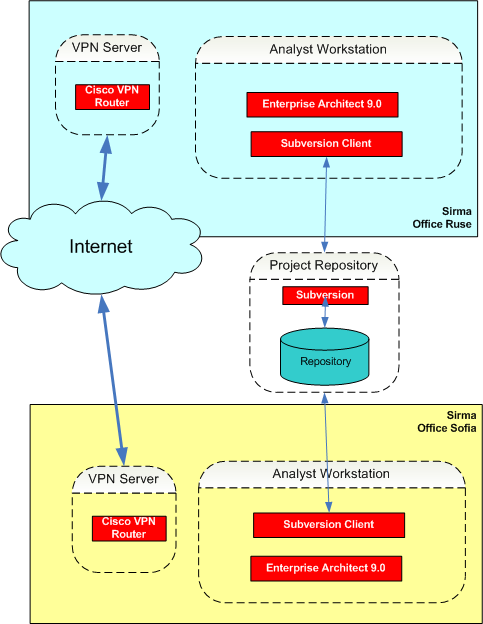 VPN Server
Cisco VPN
Router
Analyst Workstation
Enterprise Architect 9.0
Subversion Client
Sirma
Office Ruse
Internet
Project Repository
Subversion
Repository
Sirma
Office Sofia
VPN Server
Cisco VPN
Router
Analyst Workstation
Subversion Client
Enterprise Architect 9.0